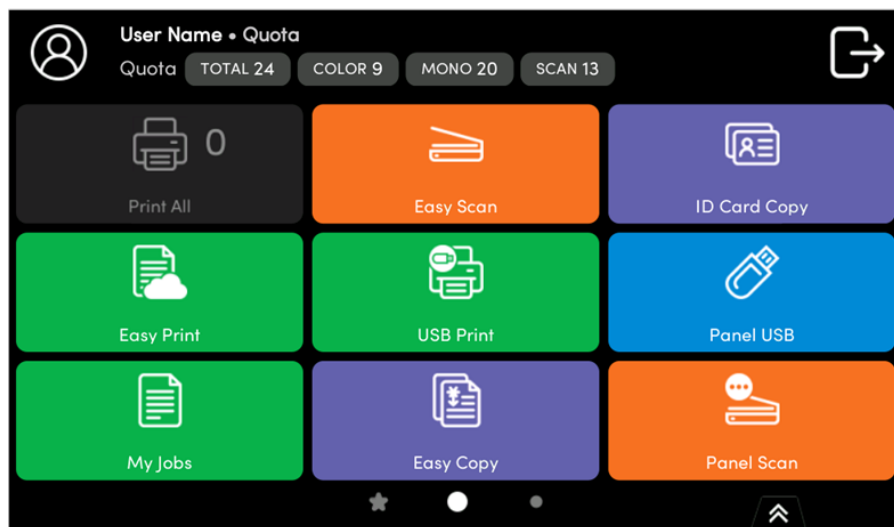 User Name • Quota
Quota TOTAL 24 COLOR 9 MONO 20 SCAN 13
0
Print All Easy Scan ID Card Copy
Easy Print USB Print Panel USB
My Jobs Easy Copy Panel Scan